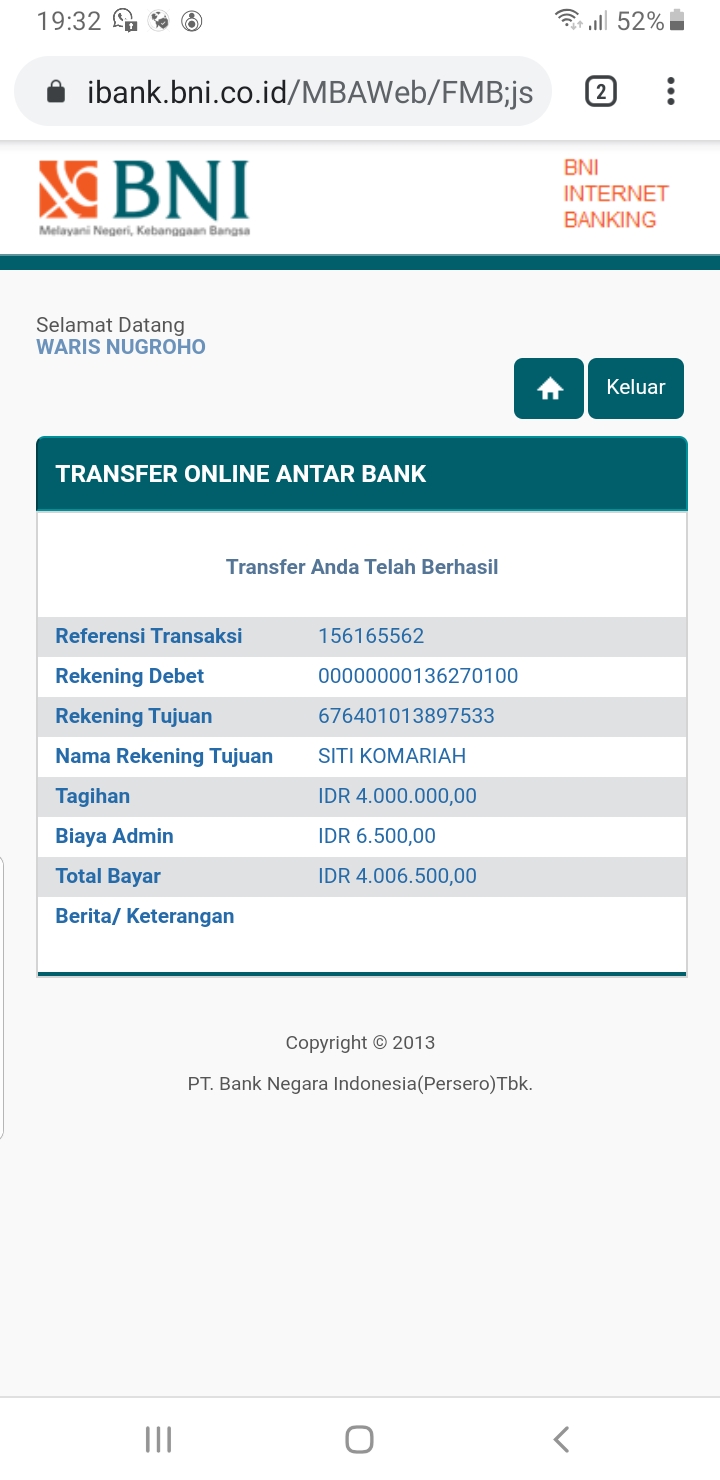 19:32 52%
ibank.bni.co.id/MBAWeb/FMB;js 2
BNI
Melayani Negeri, Kebanggaan Bangsa
BNI
INTERNET
BANKING
Selamat Datang
WARIS NUGROHO
Keluar
TRANSFER ONLINE ANTAR BANK
Transfer Anda Telah Berhasil
Referensi Transaksi 156165562
Rekening Debet 00000000136270100
Rekening Tujuan 676401013897533
Nama Rekening Tujuan SITI KOMARIAH
Tagihan IDR 4.000.000,00
Biaya Admin IDR 6.500,00
Total Bayar IDR 4.006.500,00
Berita/ Keterangan
Copyright © 2013
PT. Bank Negara Indonesia(Persero)Tbk.